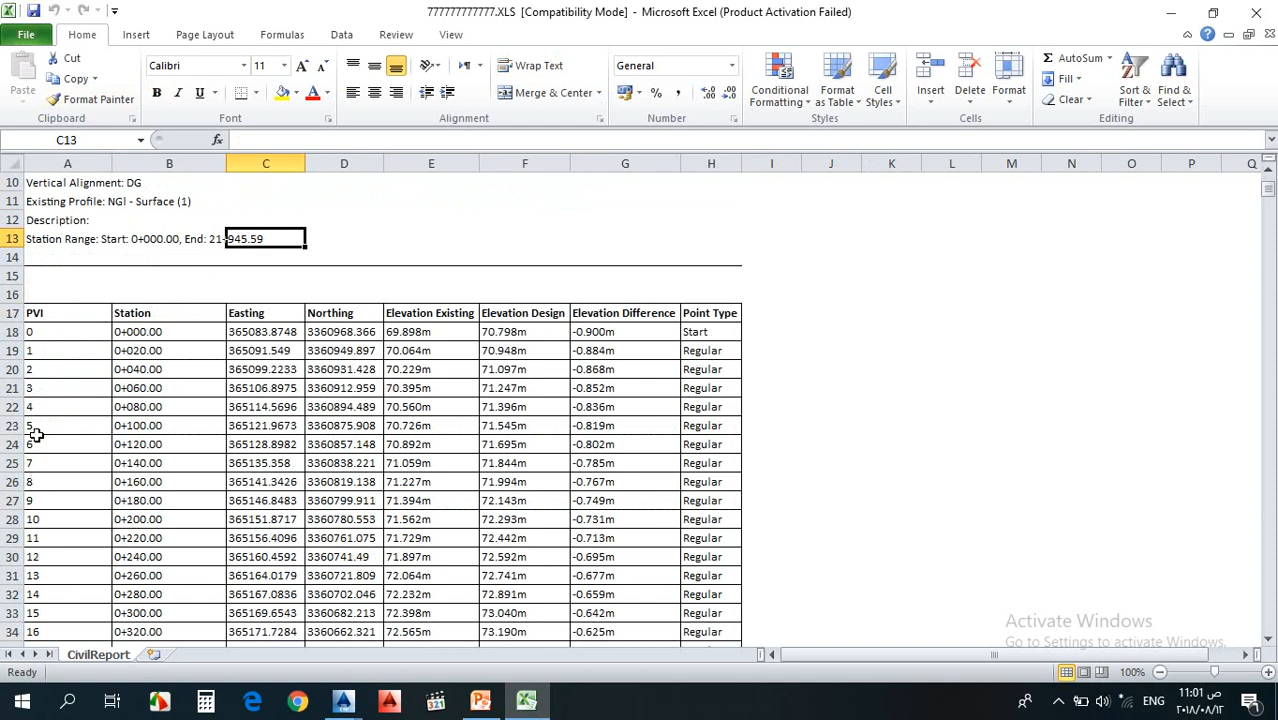 777777777777.XLS [Compatibility Mode] - Microsoft Excel (Product Activation Failed)
File Home Insert Page Layout Formulas Data Review View
Paste Cut Copy Format Painter Clipboard
Calibri 11 B I U A A A Font
Wrap Text Merge & Center Alignment
General % , Number
Conditional Formatting Format as Table Cell Styles Styles
Insert Delete Format Cells
Σ AutoSum Fill Clear Sort & Filter Find & Select Editing
C13 fx
A B C D E F G H I J K L M N O P Q
10 Vertical Alignment: DG
11 Existing Profile: NGl - Surface (1)
12 Description:
13 Station Range: Start: 0+000.00, End: 21+945.59
14
15
16
17 PVI Station Easting Northing Elevation Existing Elevation Design Elevation Difference Point Type
18 0 0+000.00 365083.8748 3360968.366 69.898m 70.798m -0.900m Start
19 1 0+020.00 365091.549 3360949.897 70.064m 70.948m -0.884m Regular
20 2 0+040.00 365099.2233 3360931.428 70.229m 71.097m -0.868m Regular
21 3 0+060.00 365106.8975 3360912.959 70.395m 71.247m -0.852m Regular
22 4 0+080.00 365114.5696 3360894.489 70.560m 71.396m -0.836m Regular
23 5 0+100.00 365121.9673 3360875.908 70.726m 71.545m -0.819m Regular
24 6 0+120.00 365128.8982 3360857.148 70.892m 71.695m -0.802m Regular
25 7 0+140.00 365135.358 3360838.221 71.059m 71.844m -0.785m Regular
26 8 0+160.00 365141.3426 3360819.138 71.227m 71.994m -0.767m Regular
27 9 0+180.00 365146.8483 3360799.911 71.394m 72.143m -0.749m Regular
28 10 0+200.00 365151.8717 3360780.553 71.562m 72.293m -0.731m Regular
29 11 0+220.00 365156.4096 3360761.075 71.729m 72.442m -0.713m Regular
30 12 0+240.00 365160.4592 3360741.49 71.897m 72.592m -0.695m Regular
31 13 0+260.00 365164.0179 3360721.809 72.064m 72.741m -0.677m Regular
32 14 0+280.00 365167.0836 3360702.046 72.232m 72.891m -0.659m Regular
33 15 0+300.00 365169.6543 3360682.213 72.398m 73.040m -0.642m Regular
34 16 0+320.00 365171.7284 3360662.321 72.565m 73.190m -0.625m Regular
Activate Windows
Go to Settings to activate Windows.
CivilReport
Ready 100%
321 ENG 11:01 ص
٢٠١٨/٠٨/١٢